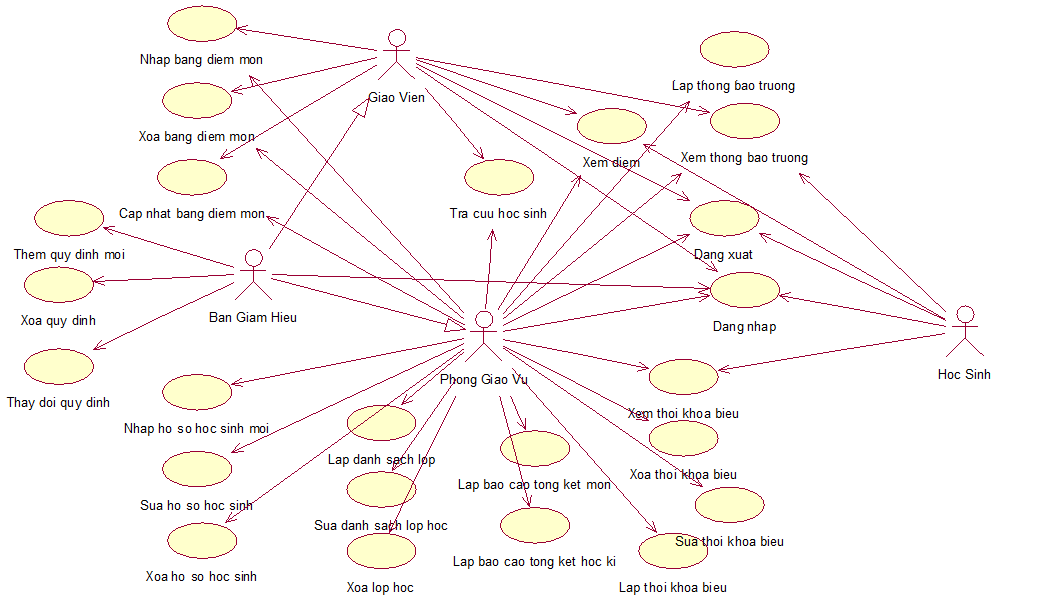 Nhap bang diem mon
Giao Vien
Lap thong bao truong
Xoa bang diem mon
Xem diem
Xem thong bao truong
Cap nhat bang diem mon
Tra cuu hoc sinh
Them quy dinh moi
Dang xuat
Xoa quy dinh
Ban Giam Hieu
Dang nhap
Phong Giao Vu
Hoc Sinh
Thay doi quy dinh
Nhap ho so hoc sinh moi
Xem thoi khoa bieu
Lap danh sach lop
Xoa thoi khoa bieu
Lap bao cao tong ket mon
Sua ho so hoc sinh
Sua danh sach lop hoc
Sua thoi khoa bieu
Lap bao cao tong ket hoc ki
Xoa ho so hoc sinh
Xoa lop hoc
Lap thoi khoa bieu